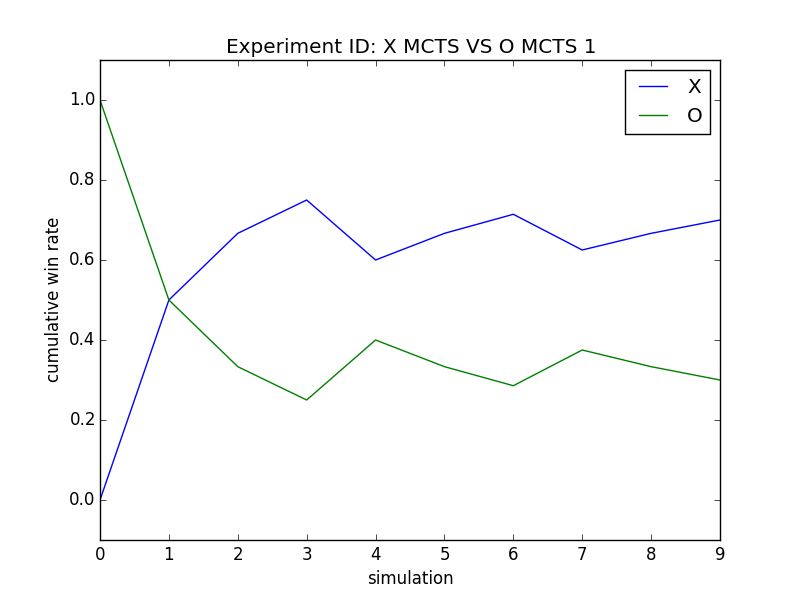 Experiment ID: X MCTS VS O MCTS 1
X
O
cumulative win rate
1.0
0.8
0.6
0.4
0.2
0.0
0 1 2 3 4 5 6 7 8 9
simulation